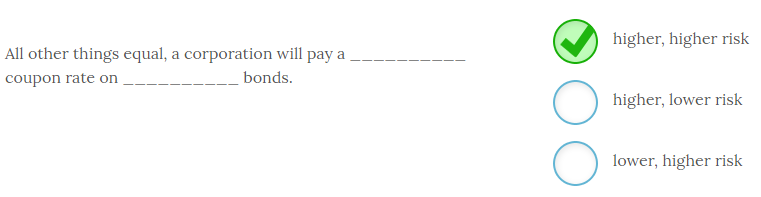 All other things equal, a corporation will pay a __________
coupon rate on __________ bonds.
higher, higher risk
higher, lower risk
lower, higher risk